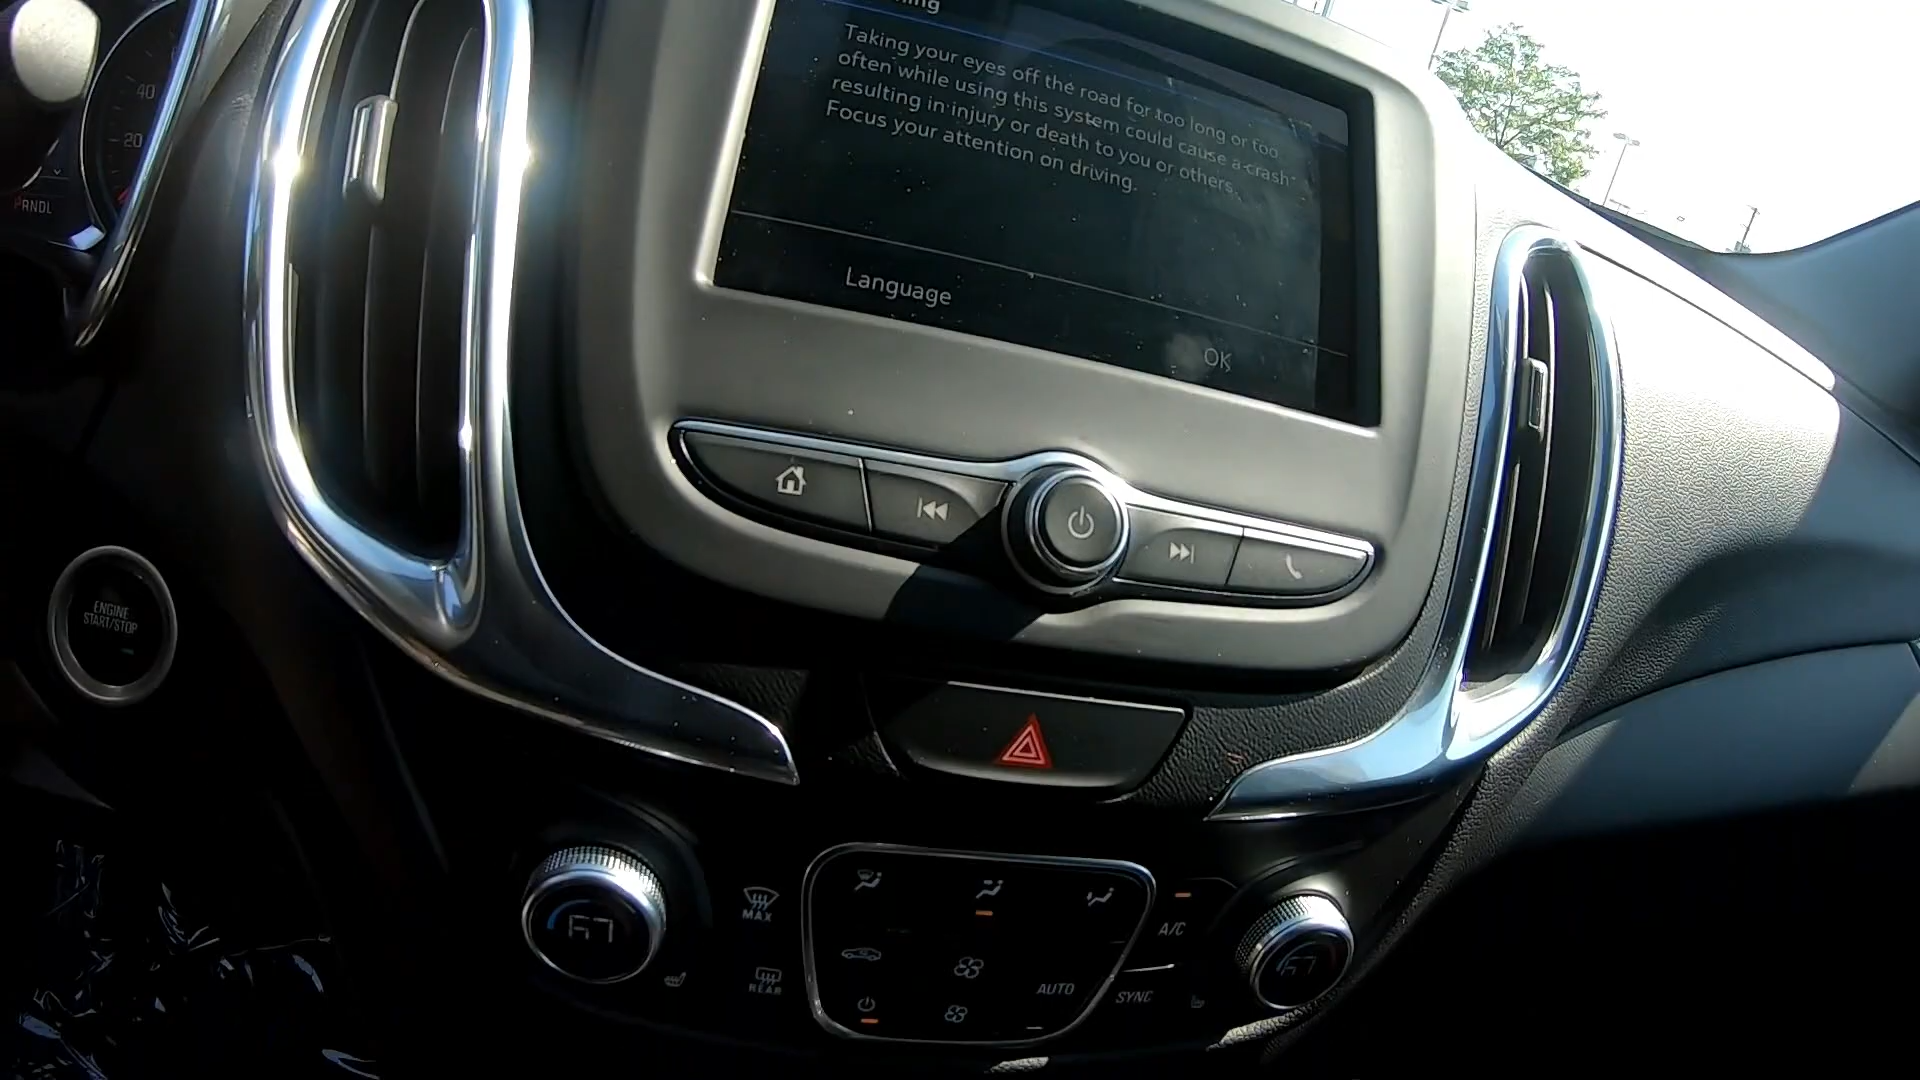 Taking your eyes off the road for too long or too
often while using this system could cause a crash
resulting in injury or death to you or others.
Focus your attention on driving.
Language
OK
40
20
PRNDL
ENGINE
START/STOP
MAX
REAR
67
AUTO
A/C
SYNC
67